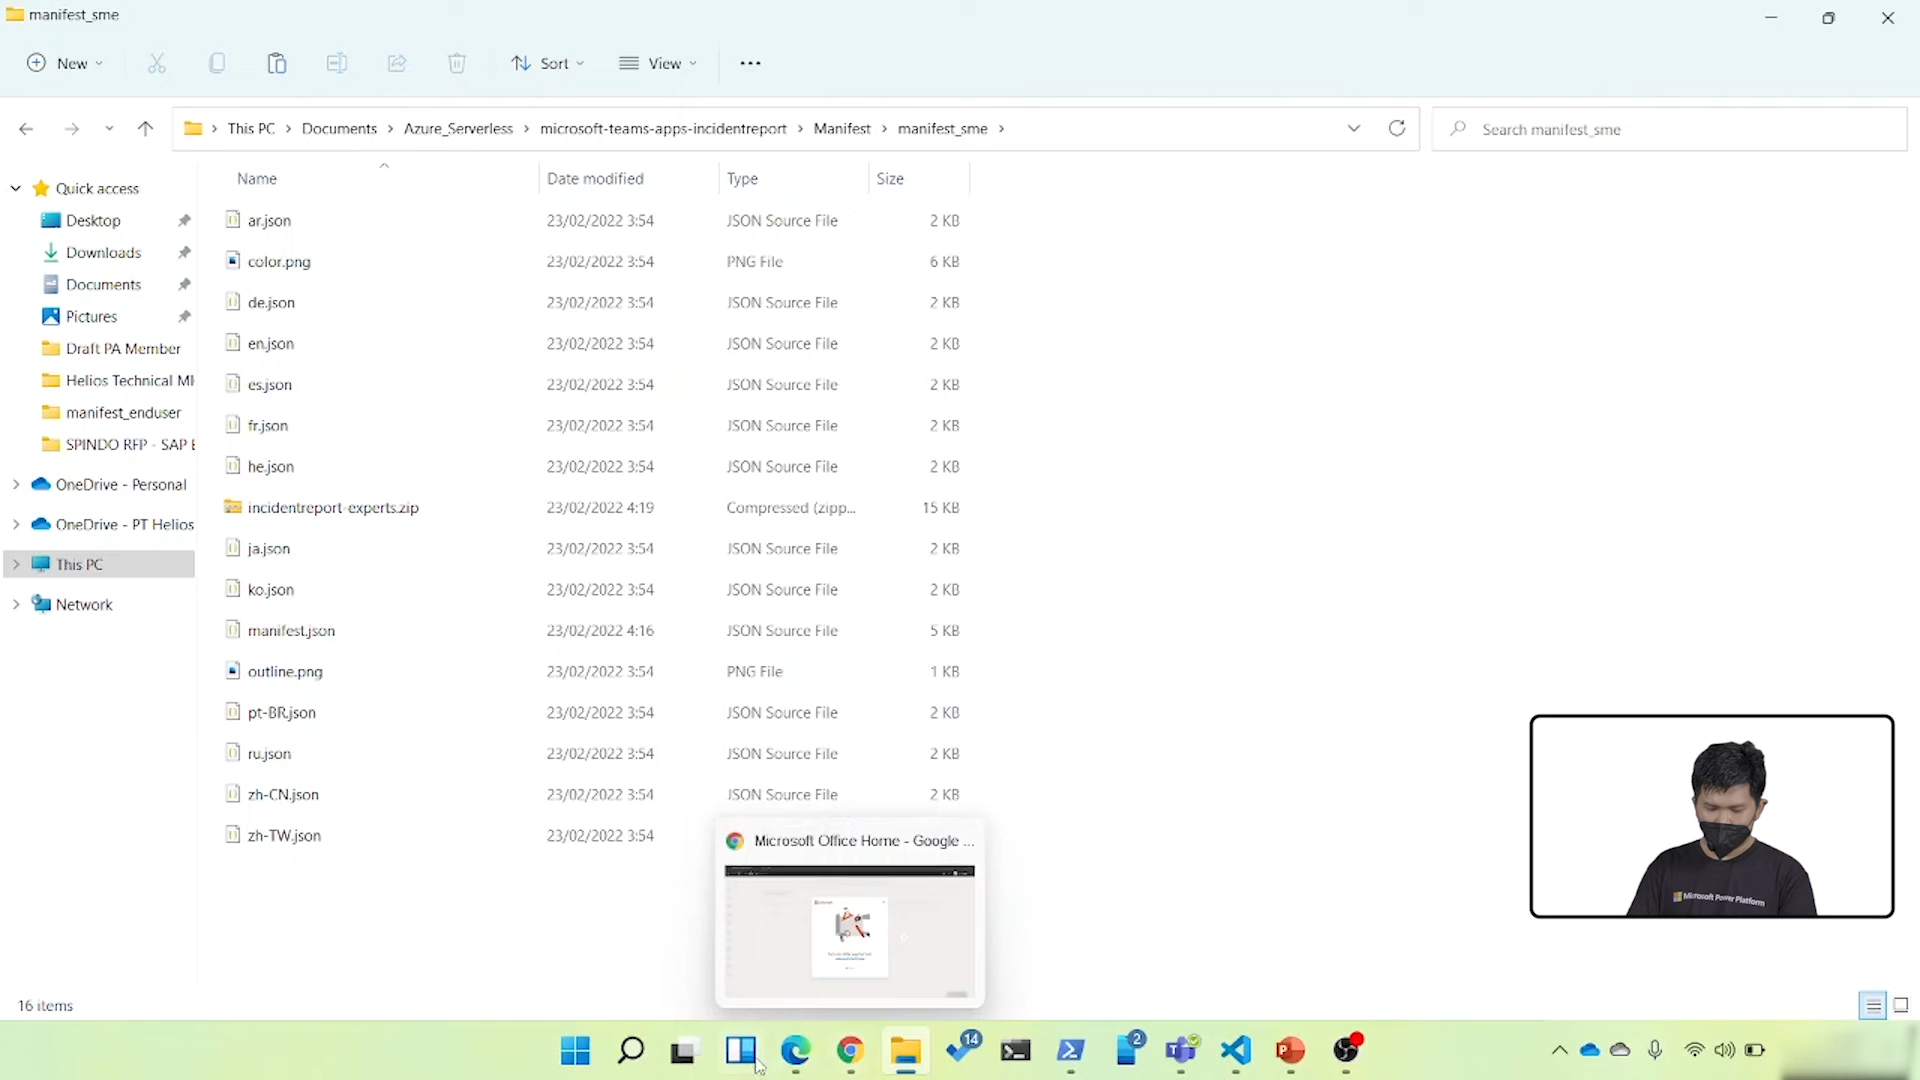 manifest_sme
New
Sort
View
This PC > Documents > Azure_Serverless > microsoft-teams-apps-incidentreport > Manifest > manifest_sme >
Search manifest_sme
Quick access
Desktop
Downloads
Documents
Pictures
Draft PA Member
Helios Technical MI
manifest_enduser
SPINDO RFP - SAP E
OneDrive - Personal
OneDrive - PT Helios
This PC
Network
Name Date modified Type Size
ar.json 23/02/2022 3:54 JSON Source File 2 KB
color.png 23/02/2022 3:54 PNG File 6 KB
de.json 23/02/2022 3:54 JSON Source File 2 KB
en.json 23/02/2022 3:54 JSON Source File 2 KB
es.json 23/02/2022 3:54 JSON Source File 2 KB
fr.json 23/02/2022 3:54 JSON Source File 2 KB
he.json 23/02/2022 3:54 JSON Source File 2 KB
incidentreport-experts.zip 23/02/2022 4:19 Compressed (zipp... 15 KB
ja.json 23/02/2022 3:54 JSON Source File 2 KB
ko.json 23/02/2022 3:54 JSON Source File 2 KB
manifest.json 23/02/2022 4:16 JSON Source File 5 KB
outline.png 23/02/2022 3:54 PNG File 1 KB
pt-BR.json 23/02/2022 3:54 JSON Source File 2 KB
ru.json 23/02/2022 3:54 JSON Source File 2 KB
zh-CN.json 23/02/2022 3:54 JSON Source File 2 KB
zh-TW.json 23/02/2022 3:54
Microsoft Office Home - Google ...
Microsoft Power Platform
16 items
14
2